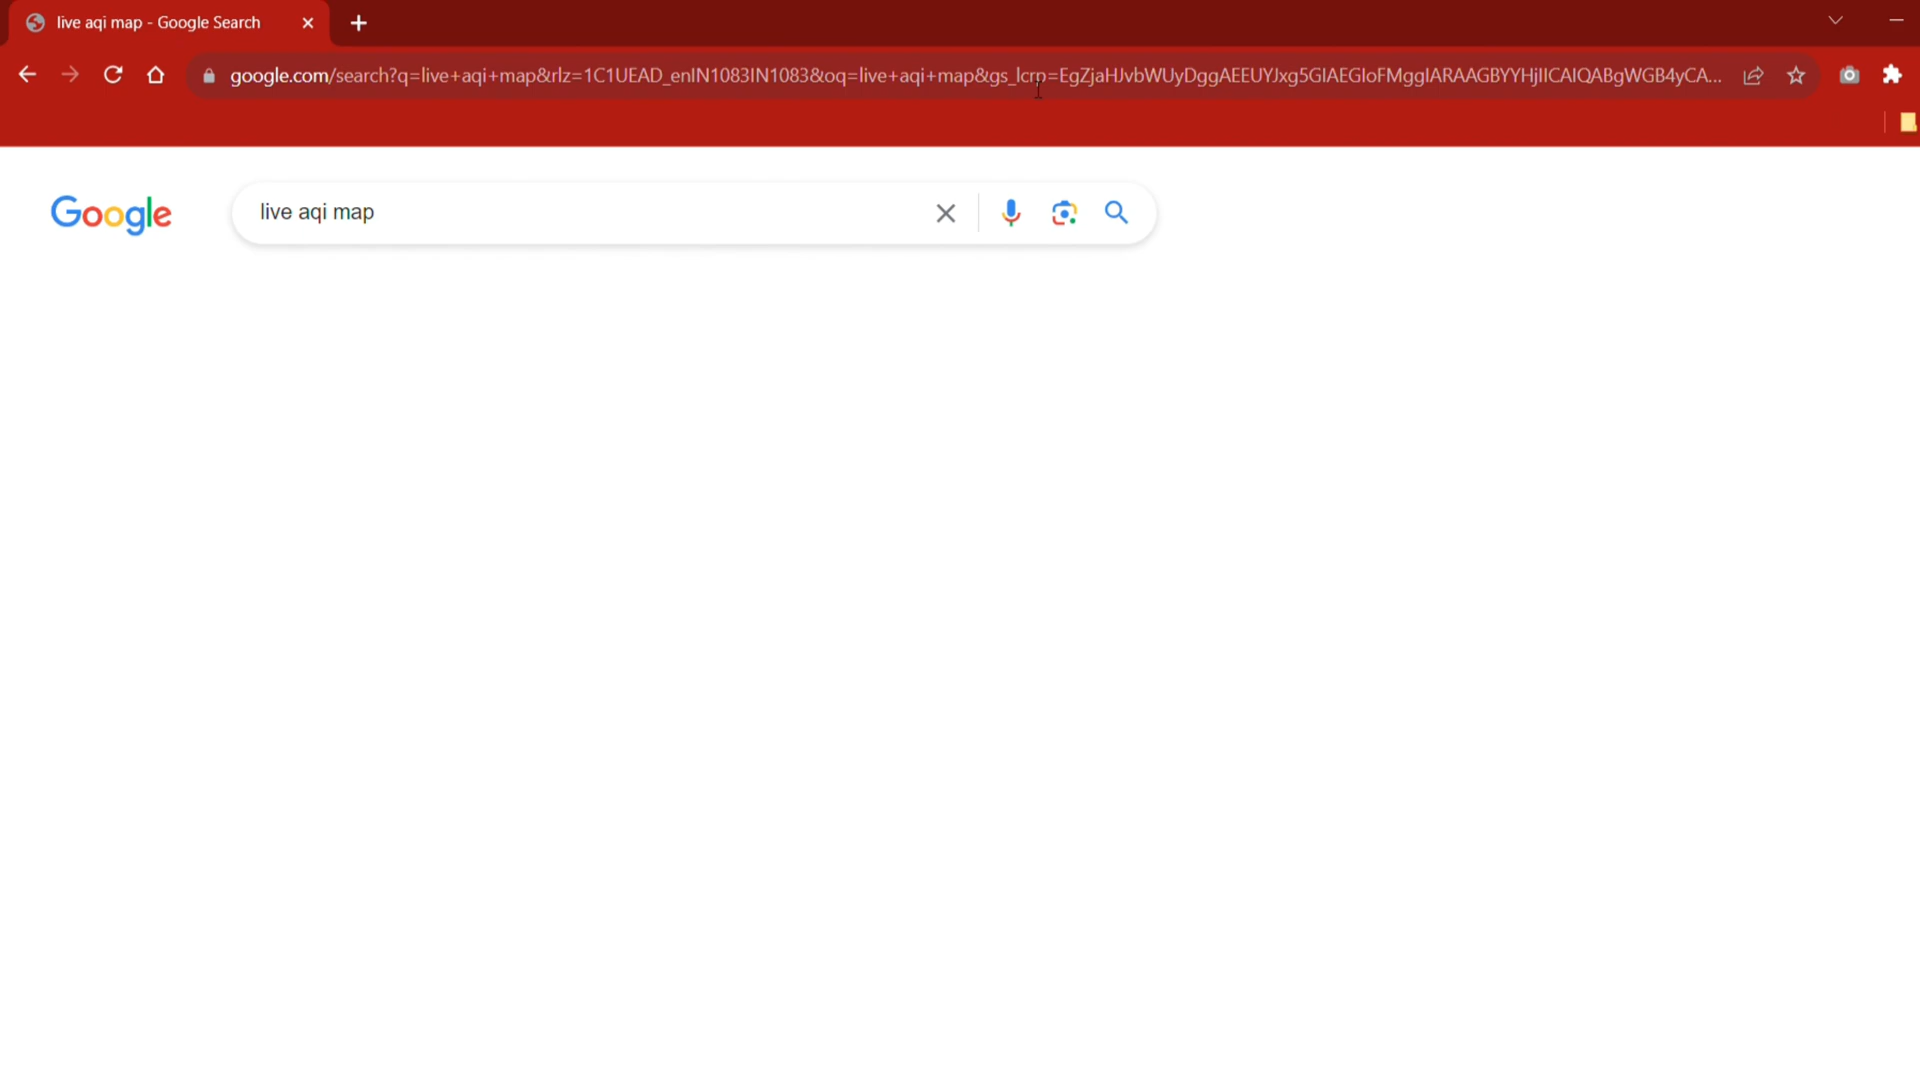 live aqi map - Google Search
google.com/search?q=live+aqi+map&rlz=1C1UEAD_enIN1083IN1083&oq=live+aqi+map&gs_lcrp=EgZjaHJvbWUyDggAEEUYJxg5GIAEGIoFMggIARAAGBYYHjIICAIQABgWGB4yCA...
Google
live aqi map